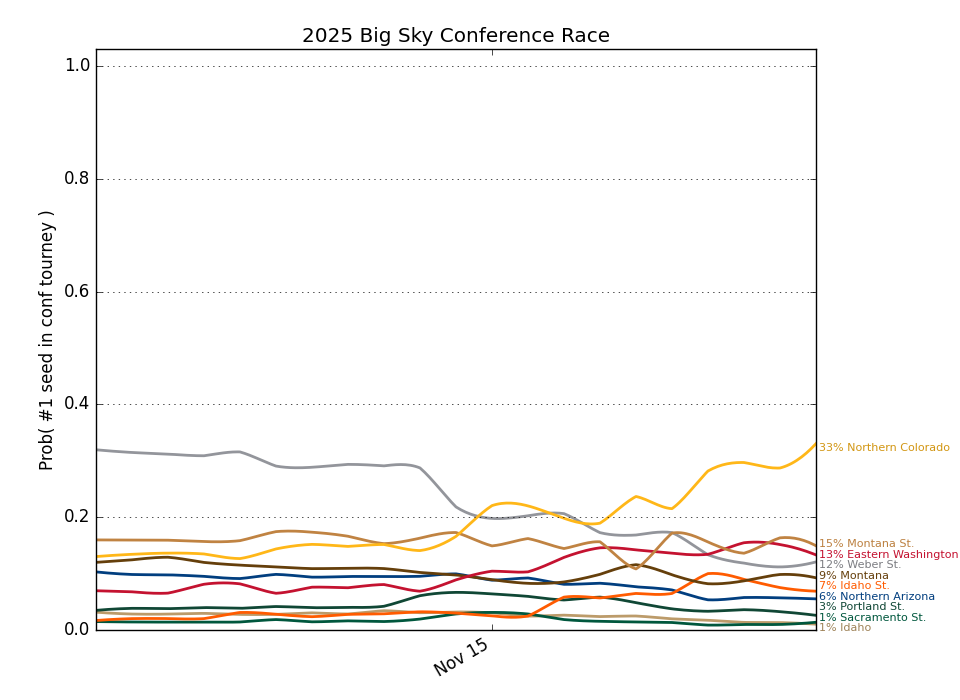 2025 Big Sky Conference Race
Prob( #1 seed in conf tourney )
1.0
0.8
0.6
0.4
0.2
0.0
Nov 15
33% Northern Colorado
15% Montana St.
13% Eastern Washington
12% Weber St.
9% Montana
7% Idaho St.
6% Northern Arizona
3% Portland St.
1% Sacramento St.
1% Idaho